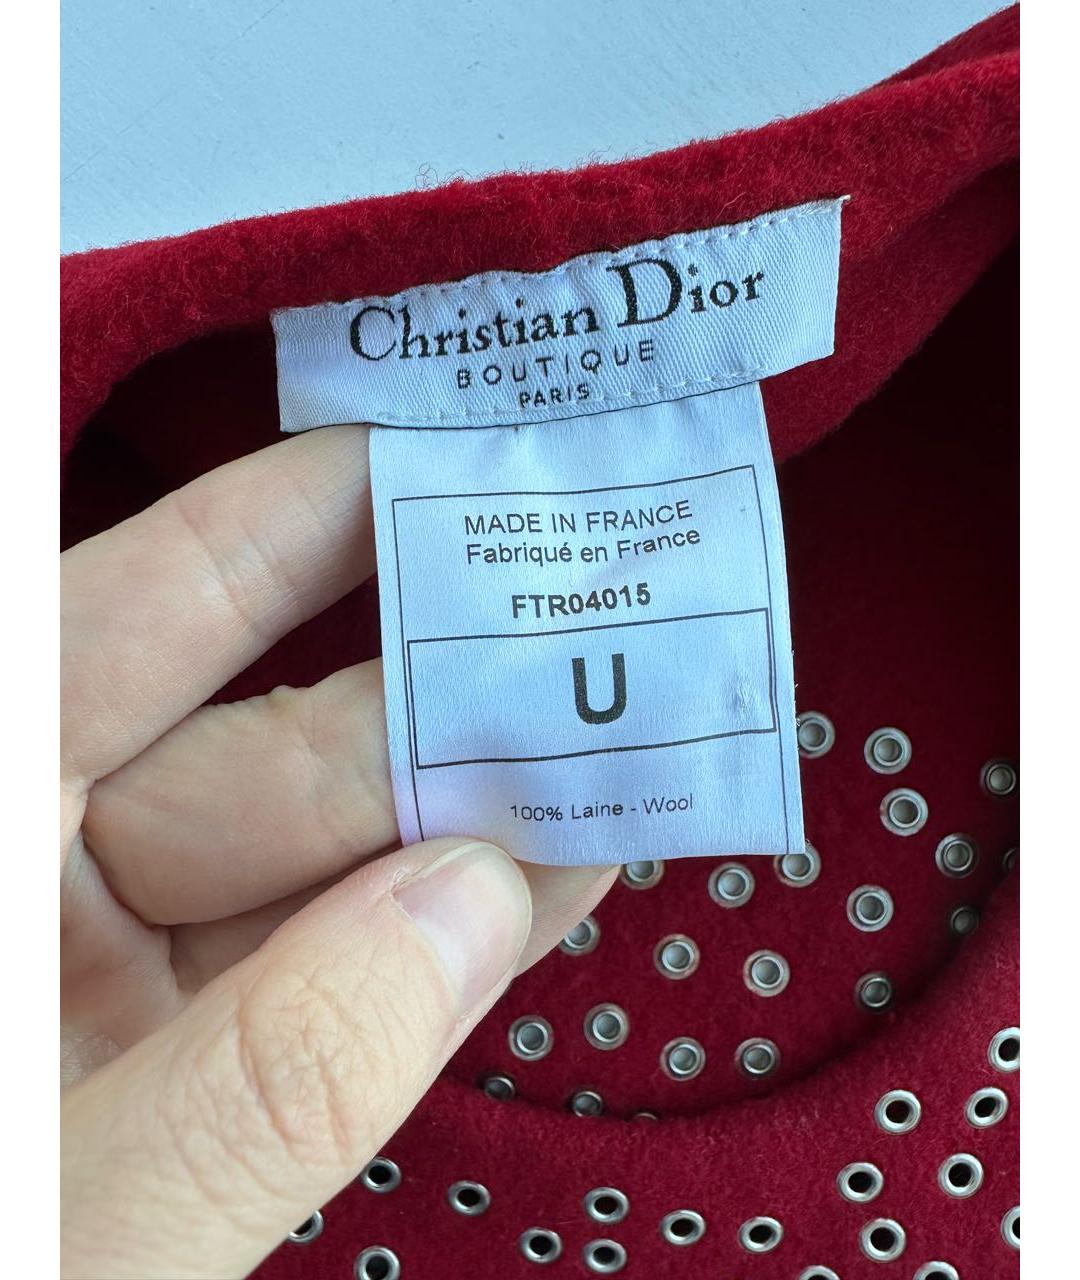 Christian Dior
BOUTIQUE
PARIS
MADE IN FRANCE
Fabriqué en France
FTR04015
U
100% Laine - Wool